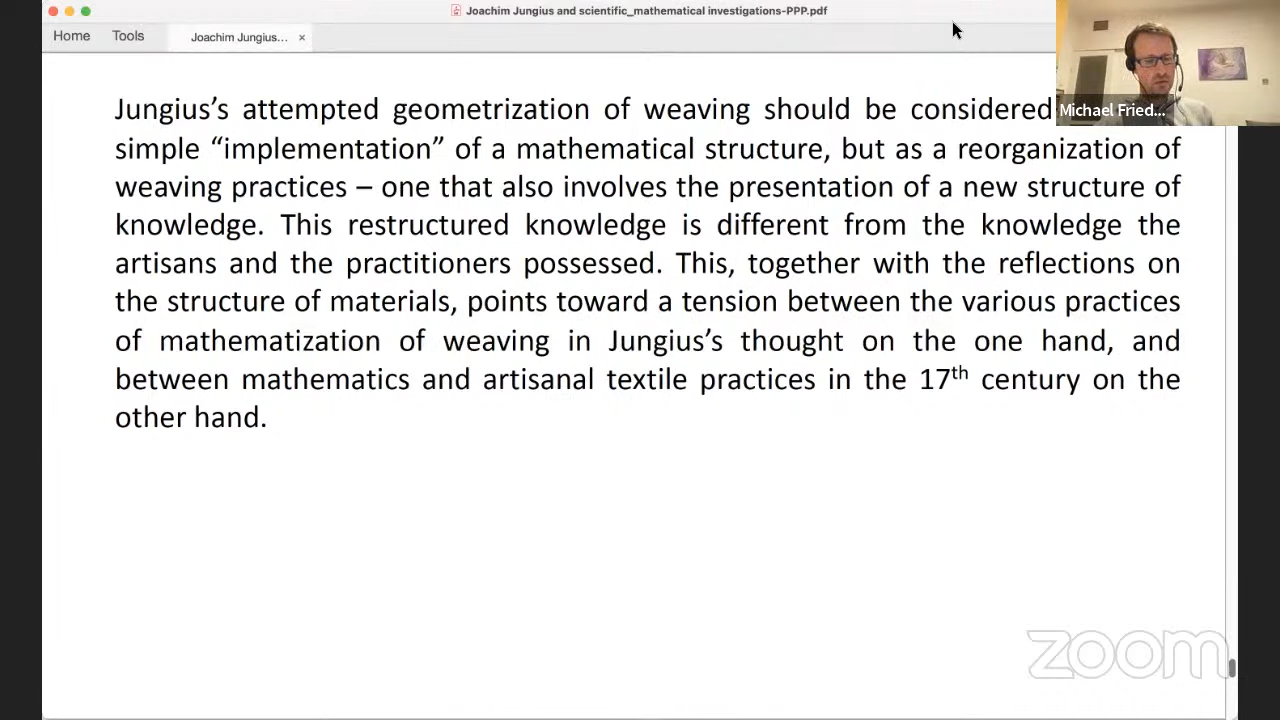 Joachim Jungius and scientific_mathematical investigations-PPP.pdf
Home Tools Joachim Jungius... ×
Michael Fried...
Jungius’s attempted geometrization of weaving should be considered
simple “implementation” of a mathematical structure, but as a reorganization of
weaving practices – one that also involves the presentation of a new structure of
knowledge. This restructured knowledge is different from the knowledge the
artisans and the practitioners possessed. This, together with the reflections on
the structure of materials, points toward a tension between the various practices
of mathematization of weaving in Jungius’s thought on the one hand, and
between mathematics and artisanal textile practices in the 17th century on the
other hand.
zoom